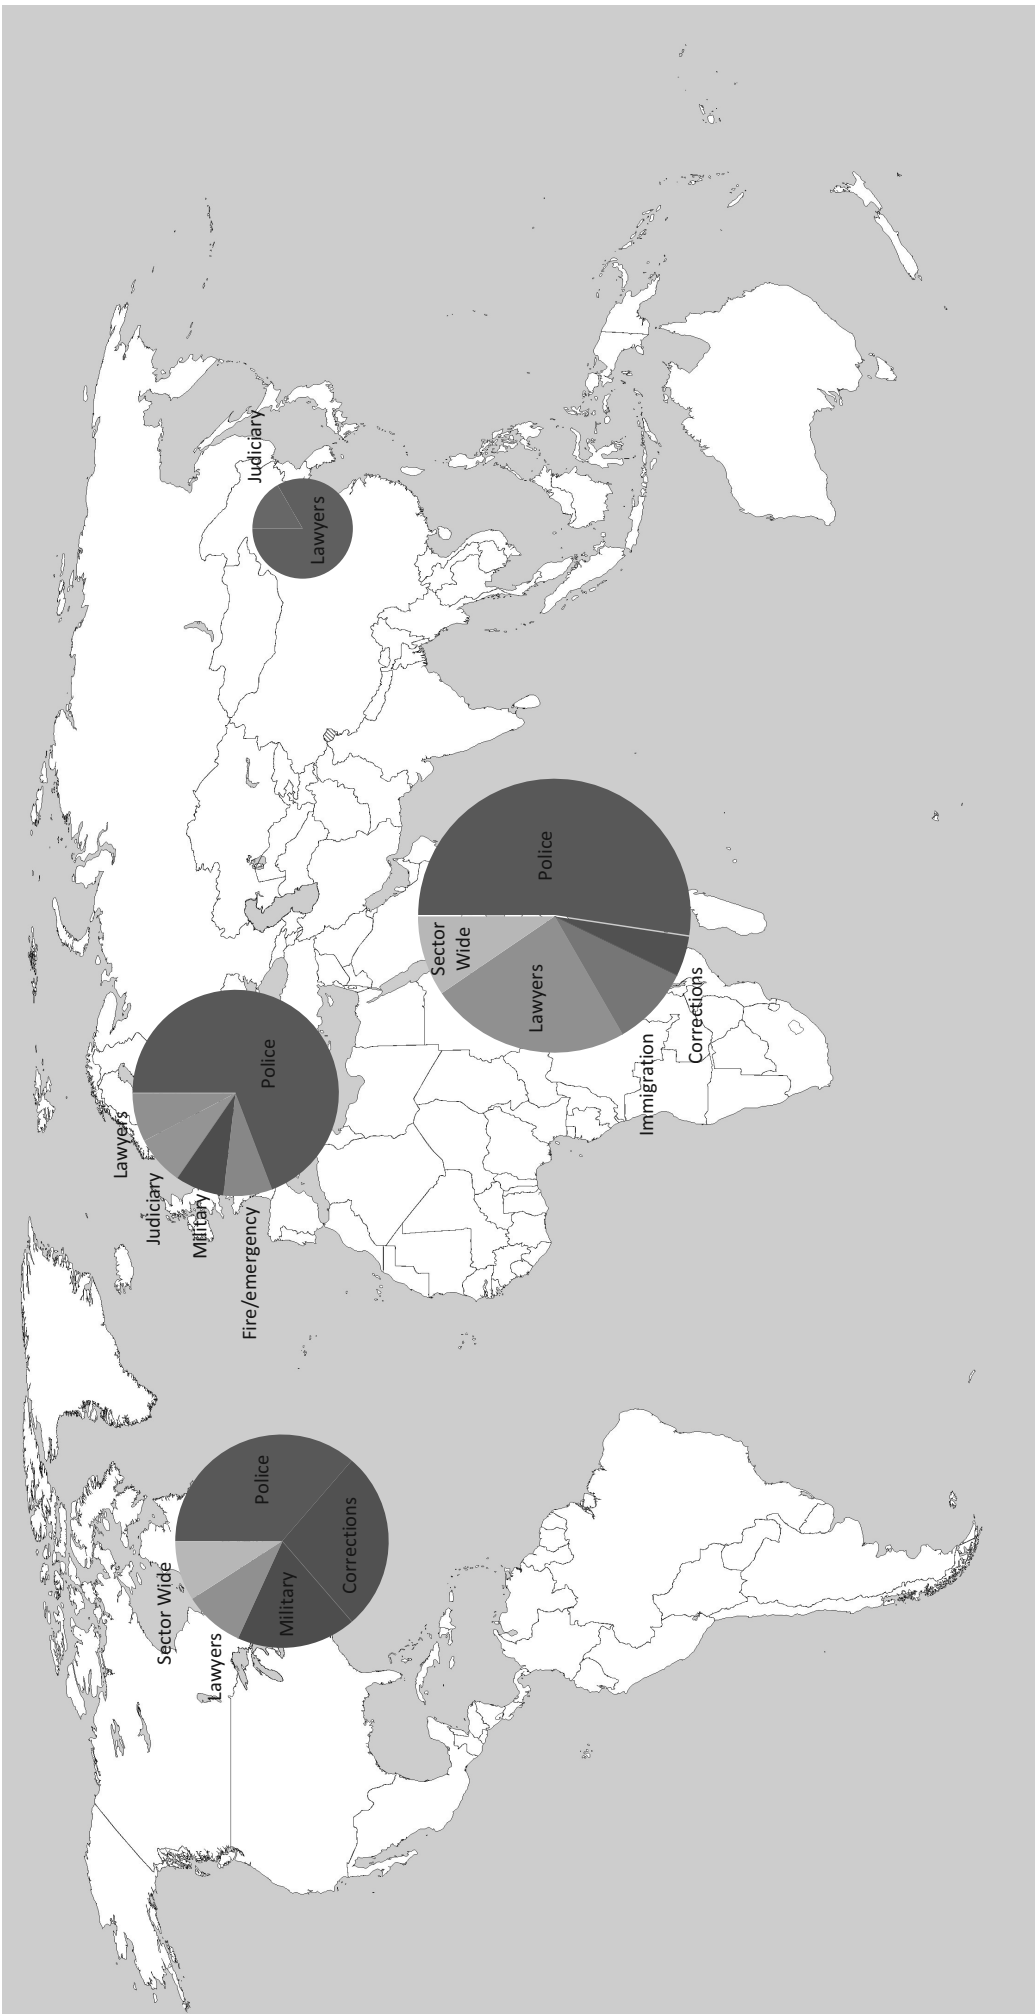 Police
Corrections
Military
Lawyers
Sector Wide
Police
Lawyers
Judiciary
Military
Fire/emergency
Police
Sector
Wide
Lawyers
Immigration
Corrections
Judiciary
Lawyers